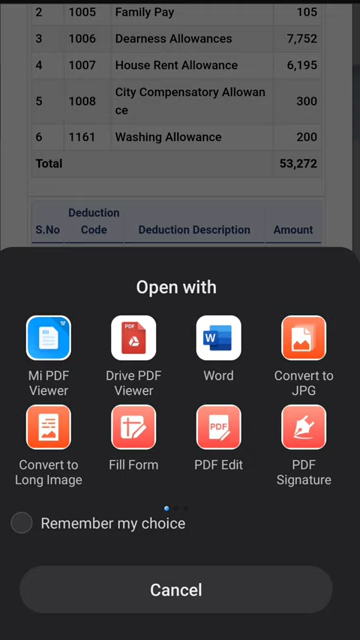 2 1005 Family Pay 105
3 1006 Dearness Allowances 7,752
4 1007 House Rent Allowance 6,195
5 1008 City Compensatory Allowan
ce 300
6 1161 Washing Allowance 200
Total 53,272
S.No Deduction Code Deduction Description Amount
Open with
Mi PDF Viewer
Drive PDF Viewer
Word
Convert to JPG
Convert to Long Image
Fill Form
PDF Edit
PDF Signature
Remember my choice
Cancel